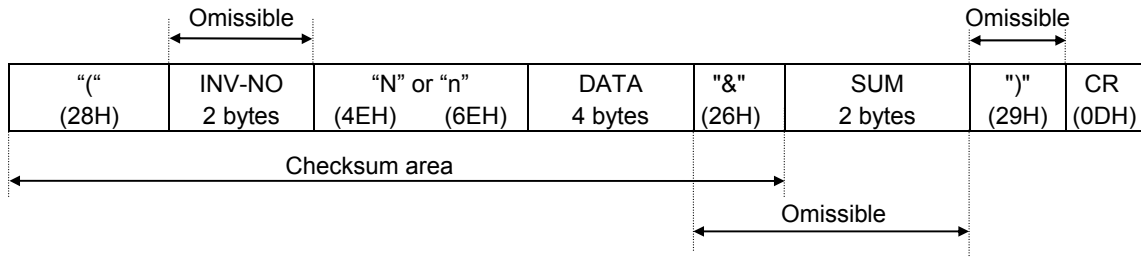 Omissible Omissible
“(“ INV-NO “N” or “n” DATA "&" SUM ")" CR
(28H) 2 bytes (4EH) (6EH) 4 bytes (26H) 2 bytes (29H) (0DH)
Checksum area
Omissible